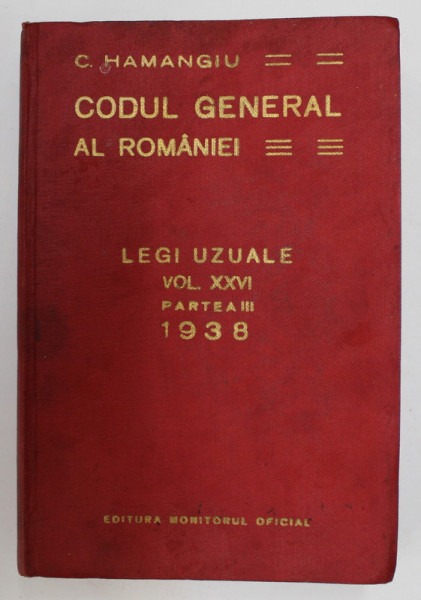 C. HAMANGIU
CODUL GENERAL
AL ROMÂNIEI
LEGI UZUALE
VOL. XXVI
PARTEA III
1938
EDITURA MONITORUL OFICIAL